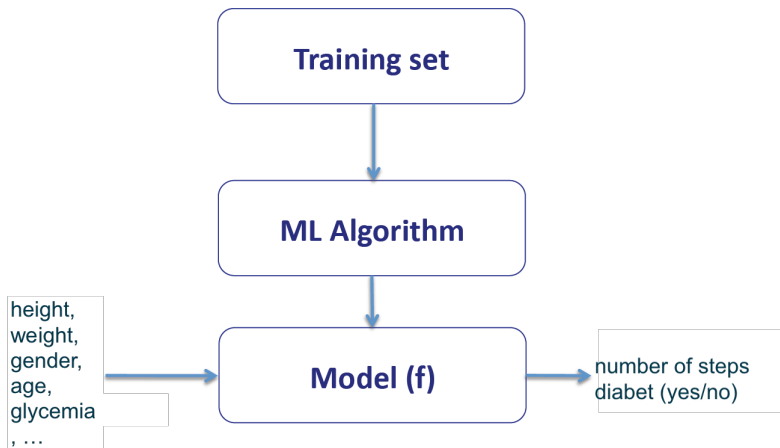 Training set
ML Algorithm
height,
weight,
gender,
age,
glycemia
, ...
Model (f)
number of steps
diabet (yes/no)